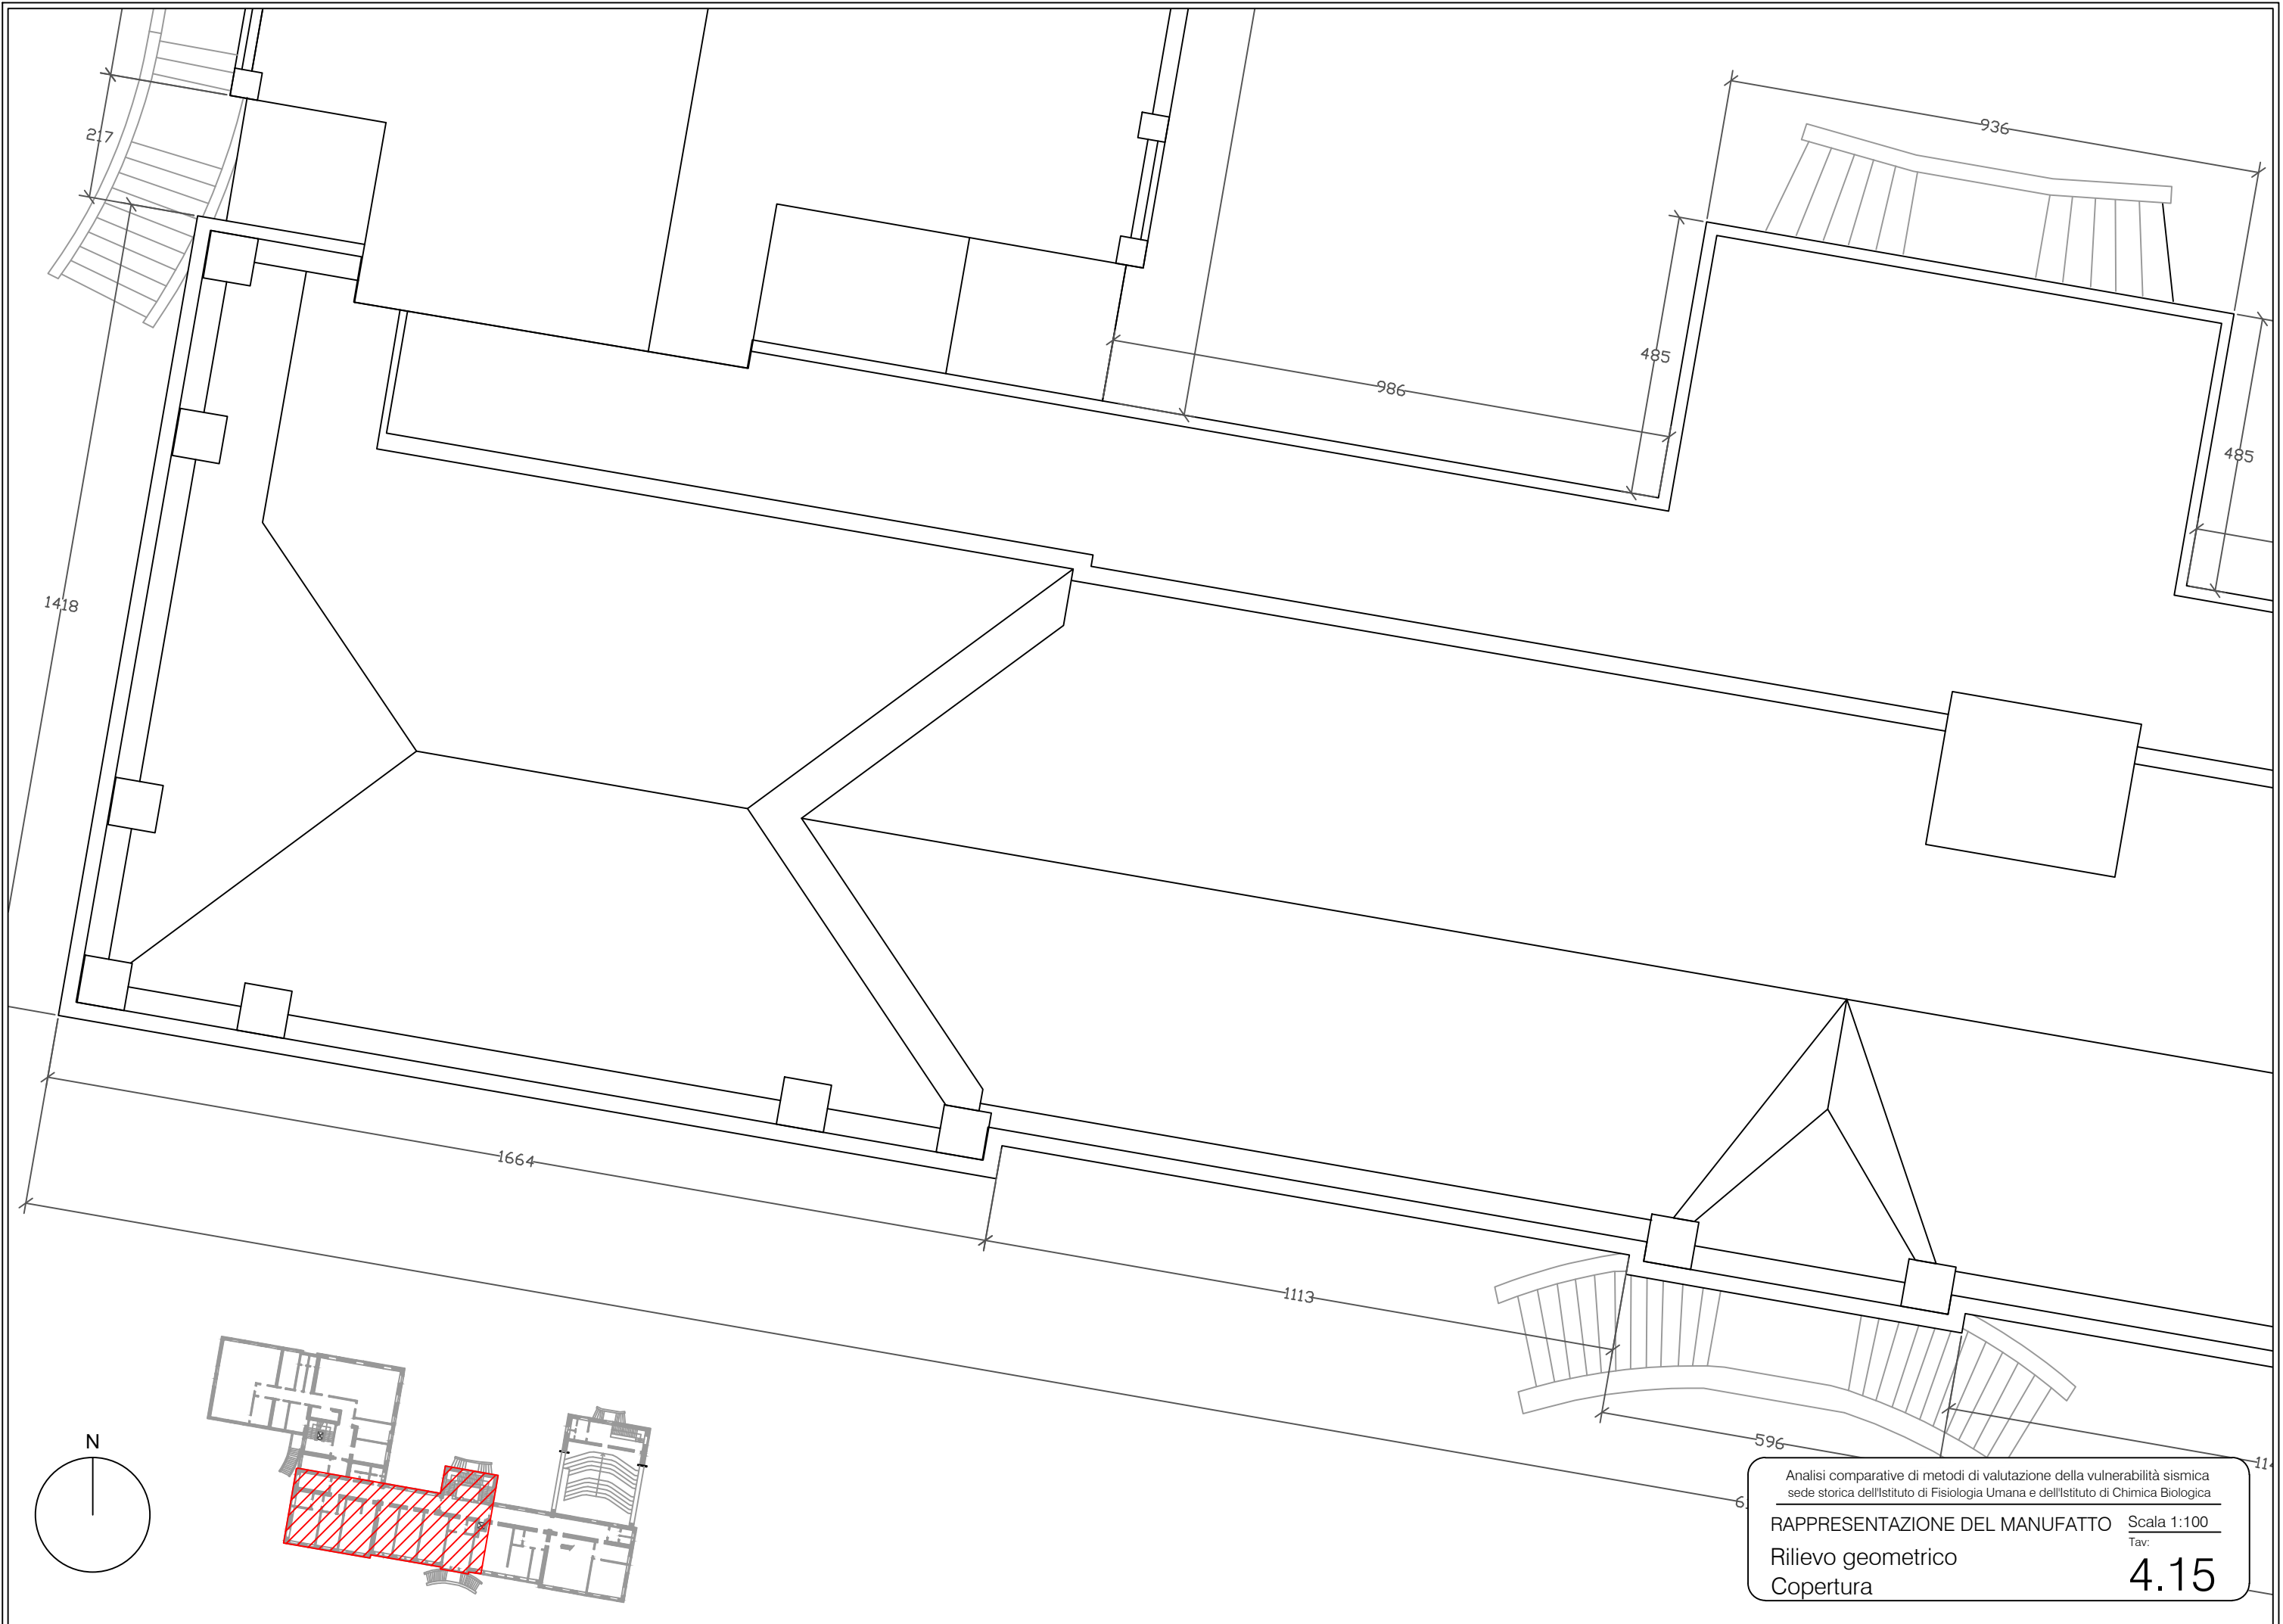 936
217
485
986
485
1418
1664
1113
596
N
Analisi comparative di metodi di valutazione della vulnerabilità sismica
sede storica dell'Istituto di Fisiologia Umana e dell'Istituto di Chimica Biologica
RAPPRESENTAZIONE DEL MANUFATTO Scala 1:100
Tav:
Rilievo geometrico
Copertura
4.15